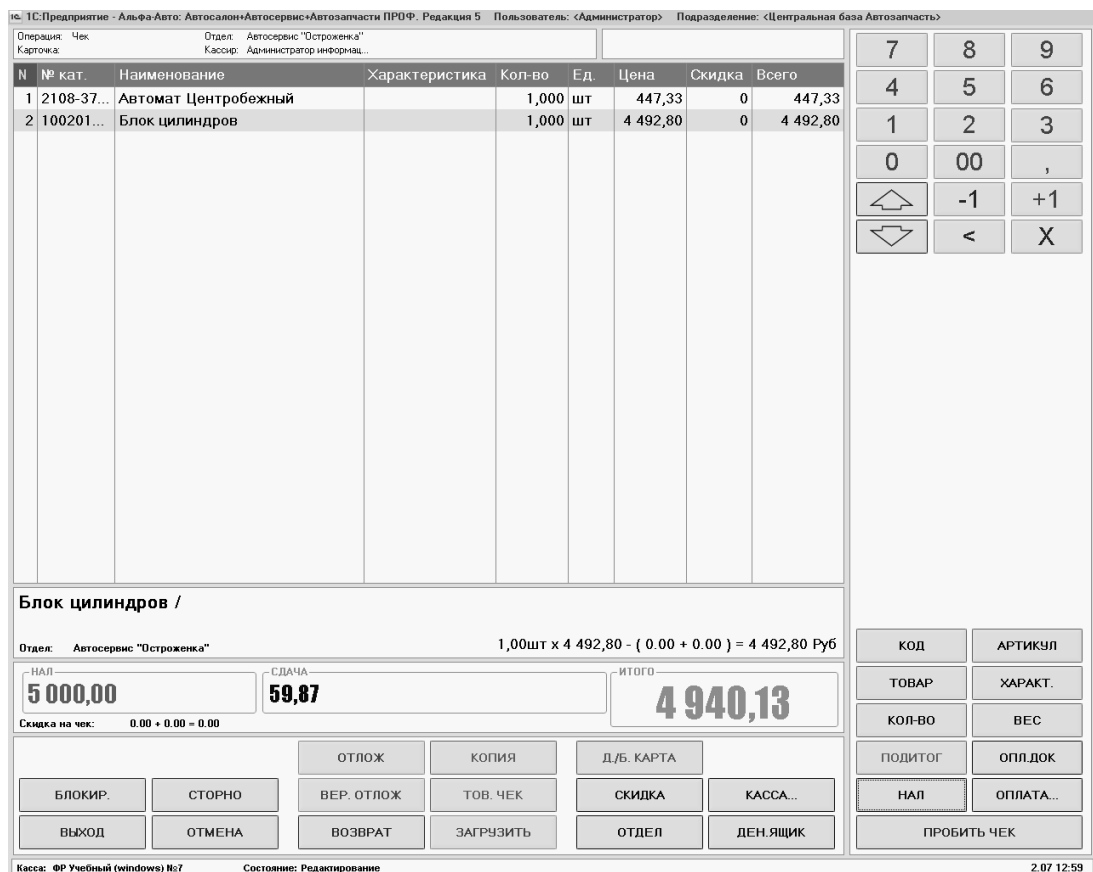 1С:Предприятие - Альфа-Авто: Автосалон+Автосервис+Автозапчасти ПРОФ. Редакция 5 Пользователь: <Администратор> Подразделение: <Центральная база Автозапчасть>
Операция: Чек Отдел: Автосервис "Остроженка"
Карточка: Кассир: Администратор информац...
7 8 9
N № кат. Наименование Характеристика Кол-во Ед. Цена Скидка Всего
1 2108-37... Автомат Центробежный 1,000 шт 447,33 0 447,33
2 100201... Блок цилиндров 1,000 шт 4 492,80 0 4 492,80
4 5 6
1 2 3
0 00 ,
-1 +1
< X
Блок цилиндров /
Отдел: Автосервис "Остроженка" 1,00шт x 4 492,80 - ( 0.00 + 0.00 ) = 4 492,80 Руб
НАЛ СДАЧА ИТОГО
5 000,00 59,87 4 940,13
Скидка на чек: 0.00 + 0.00 = 0.00
КОД АРТИКУЛ
ТОВАР ХАРАКТ.
КОЛ-ВО ВЕС
ОТЛОЖ КОПИЯ Д./Б. КАРТА ПОДИТОГ ОПЛ.ДОК
БЛОКИР. СТОРНО ВЕР. ОТЛОЖ ТОВ. ЧЕК СКИДКА КАССА... НАЛ ОПЛАТА...
ВЫХОД ОТМЕНА ВОЗВРАТ ЗАГРУЗИТЬ ОТДЕЛ ДЕН.ЯЩИК ПРОБИТЬ ЧЕК
Касса: ФР Учебный (windows) №7 Состояние: Редактирование 2.07 12:59